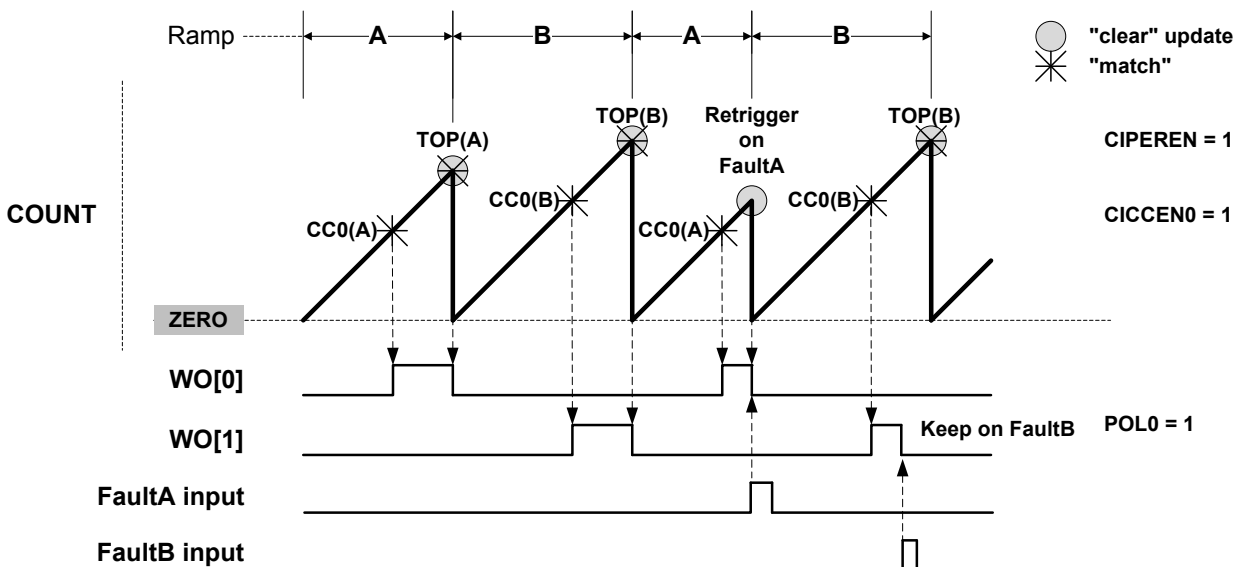 Ramp A B A B
"clear" update
"match"
TOP(A)
TOP(B)
Retrigger
on
FaultA
TOP(B)
CIPEREN = 1
COUNT
CC0(A)
CC0(B)
CC0(A)
CC0(B)
CICCEN0 = 1
ZERO
WO[0]
WO[1]
Keep on FaultB
POL0 = 1
FaultA input
FaultB input